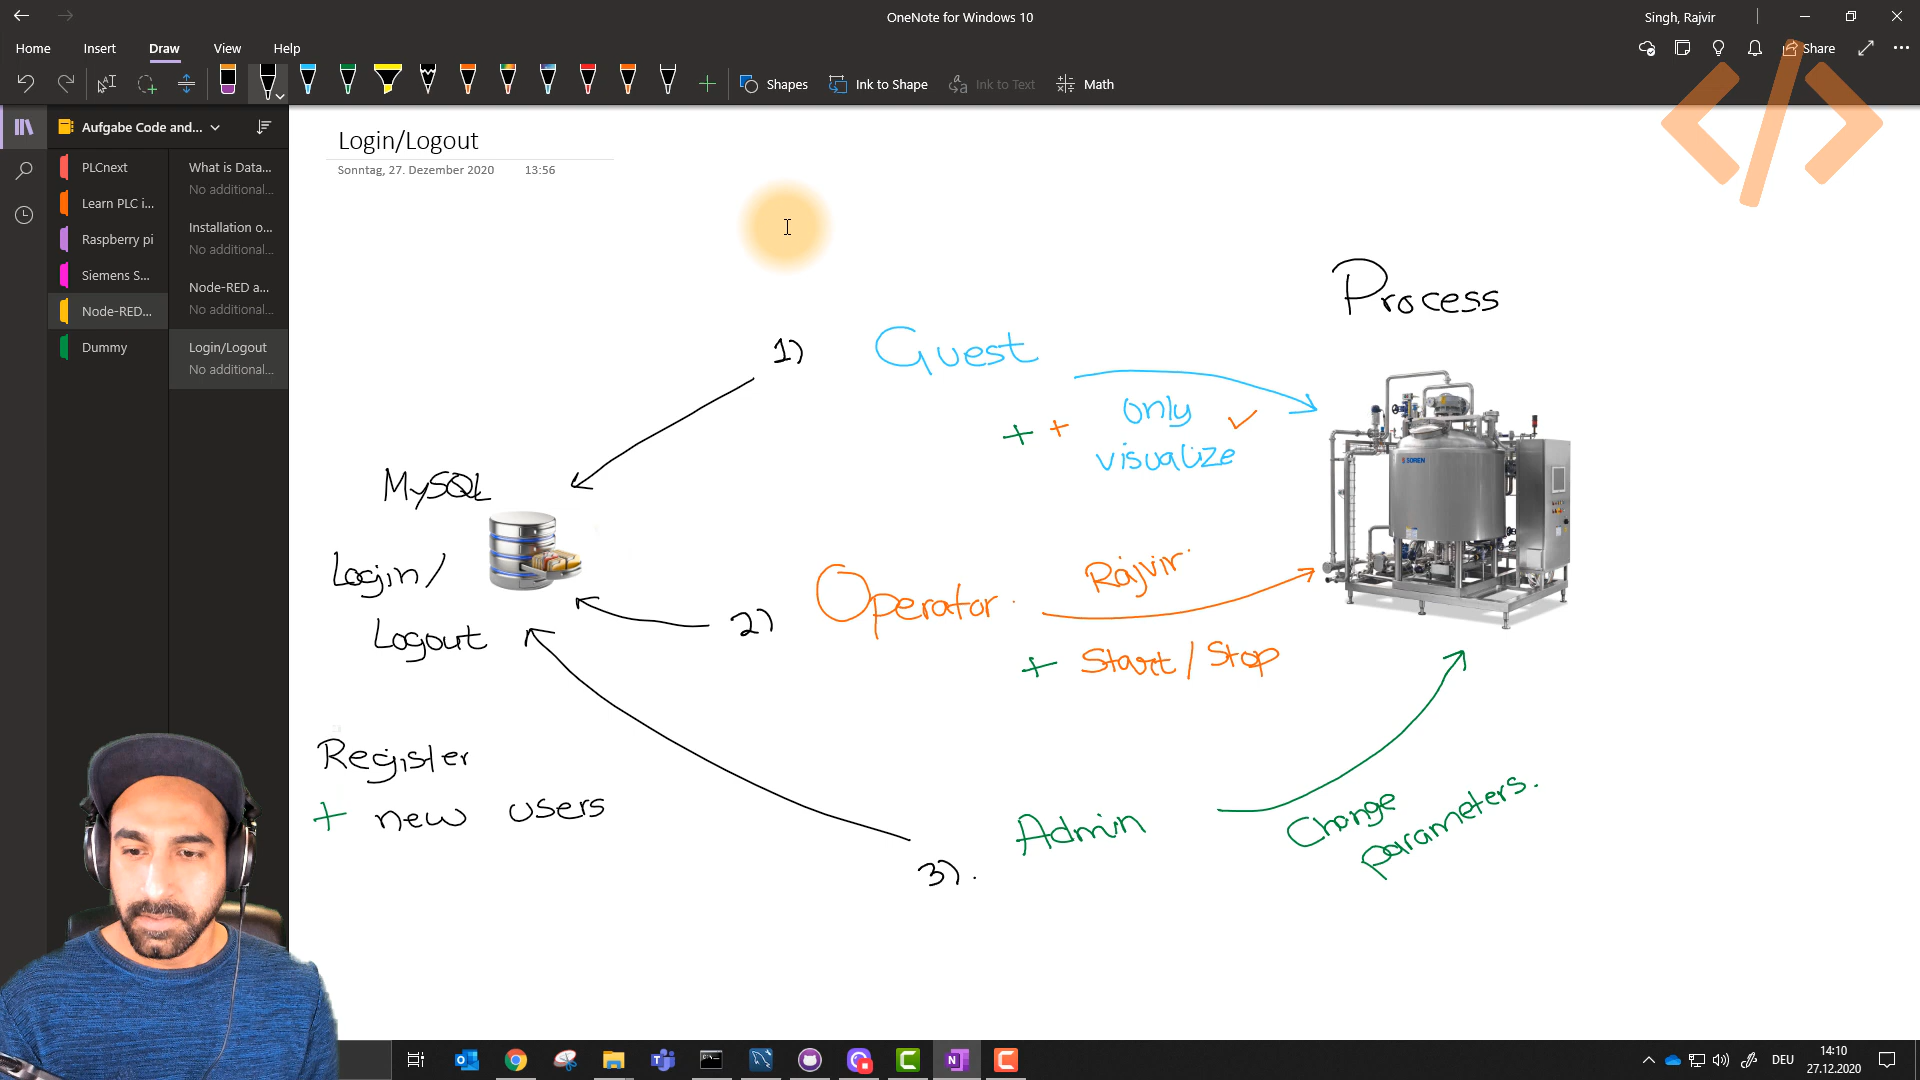 OneNote for Windows 10
Singh, Rajvir
Home
Insert
Draw
View
Help
Share
Shapes
Ink to Shape
Ink to Text
Math
Aufgabe Code and...
PLCnext
Learn PLC i...
Raspberry pi
Siemens S...
Node-RED...
Dummy
What is Data...
No additional...
Installation o...
No additional...
Node-RED a...
No additional...
Login/Logout
No additional...
Login/Logout
Sonntag, 27. Dezember 2020
13:56
Process
1) Guest
+ + only ✓
visualize
SÜREN
MySQL
Login/
Logout
2) Operator
Rajvir
+ Start/Stop
Register
+ new users
3).
Admin
Change
parameters.
DEU
14:10
27.12.2020